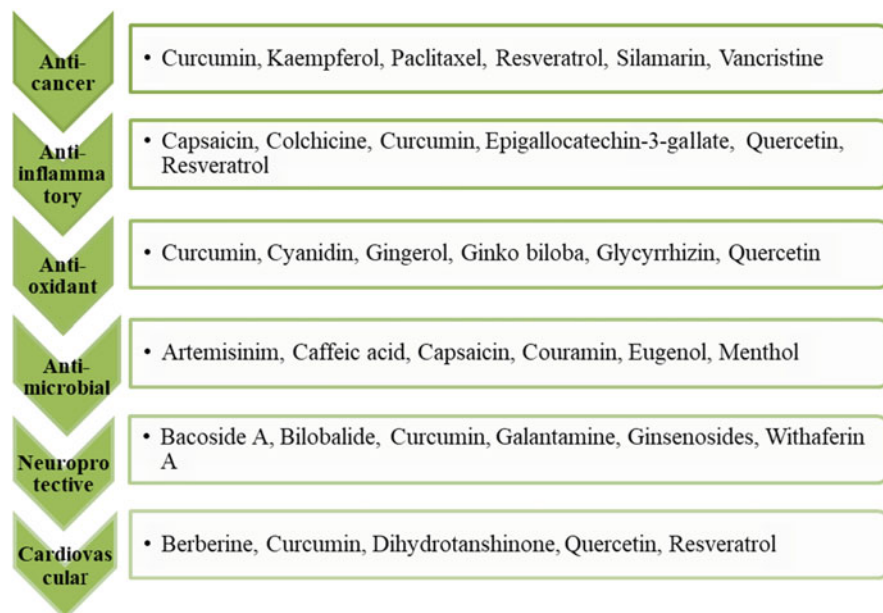 Anti-
cancer
• Curcumin, Kaempferol, Paclitaxel, Resveratrol, Silamarin, Vancristine
Anti-
inflamma
tory
• Capsaicin, Colchicine, Curcumin, Epigallocatechin-3-gallate, Quercetin,
Resveratrol
Anti-
oxidant
• Curcumin, Cyanidin, Gingerol, Ginko biloba, Glycyrrhizin, Quercetin
Anti-
microbial
• Artemisinim, Caffeic acid, Capsaicin, Couramin, Eugenol, Menthol
Neuropro
tective
• Bacoside A, Bilobalide, Curcumin, Galantamine, Ginsenosides, Withaferin
A
Cardiovas
cular
• Berberine, Curcumin, Dihydrotanshinone, Quercetin, Resveratrol